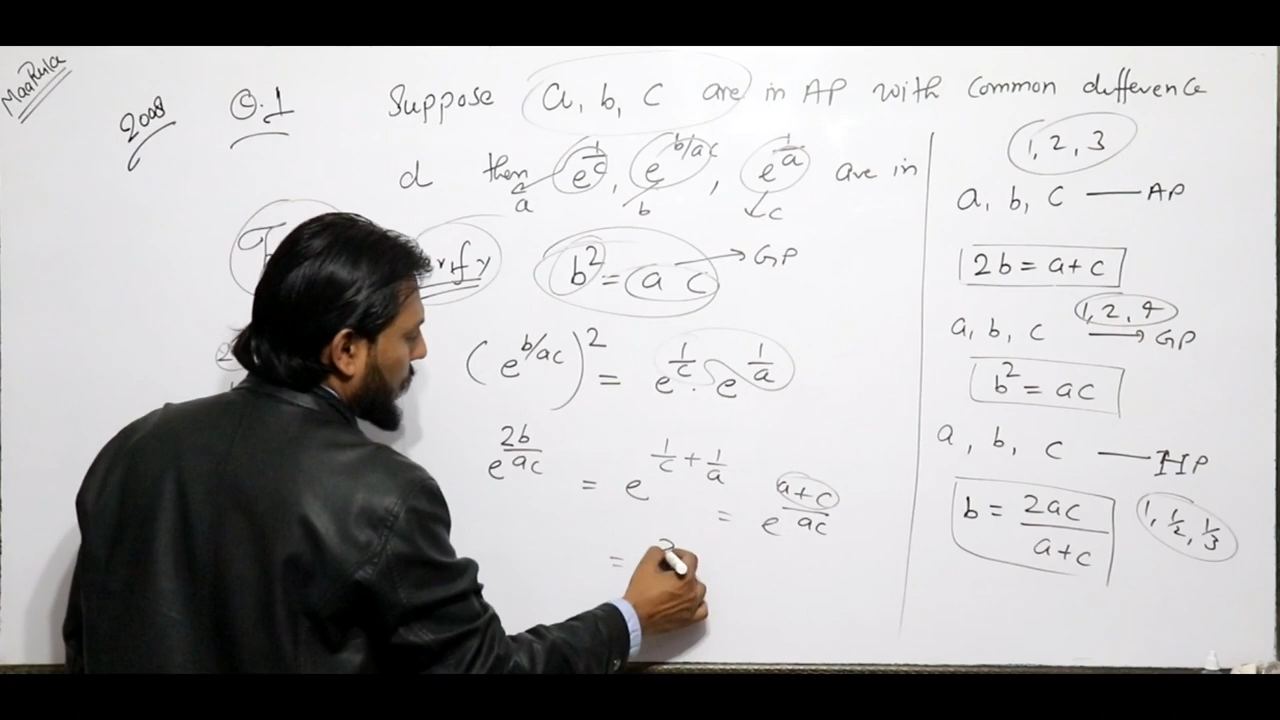 MaaRula
2008 Q.1 Suppose a, b, c are in AP with common difference
d then e^{1/c}, e^{b/ac}, e^{1/a} are in
a b c
b² = a c → GP
(e^{b/ac})² = e^{1/c} · e^{1/a}
e^{2b/ac} = e^{1/c + 1/a}
= e^{(a+c)/ac}
=
1, 2, 3
a, b, c — AP
2b = a+c
1, 2, 4
a, b, c → GP
b² = ac
a, b, c — HP
b = 2ac/(a+c) 1, 1/2, 1/3